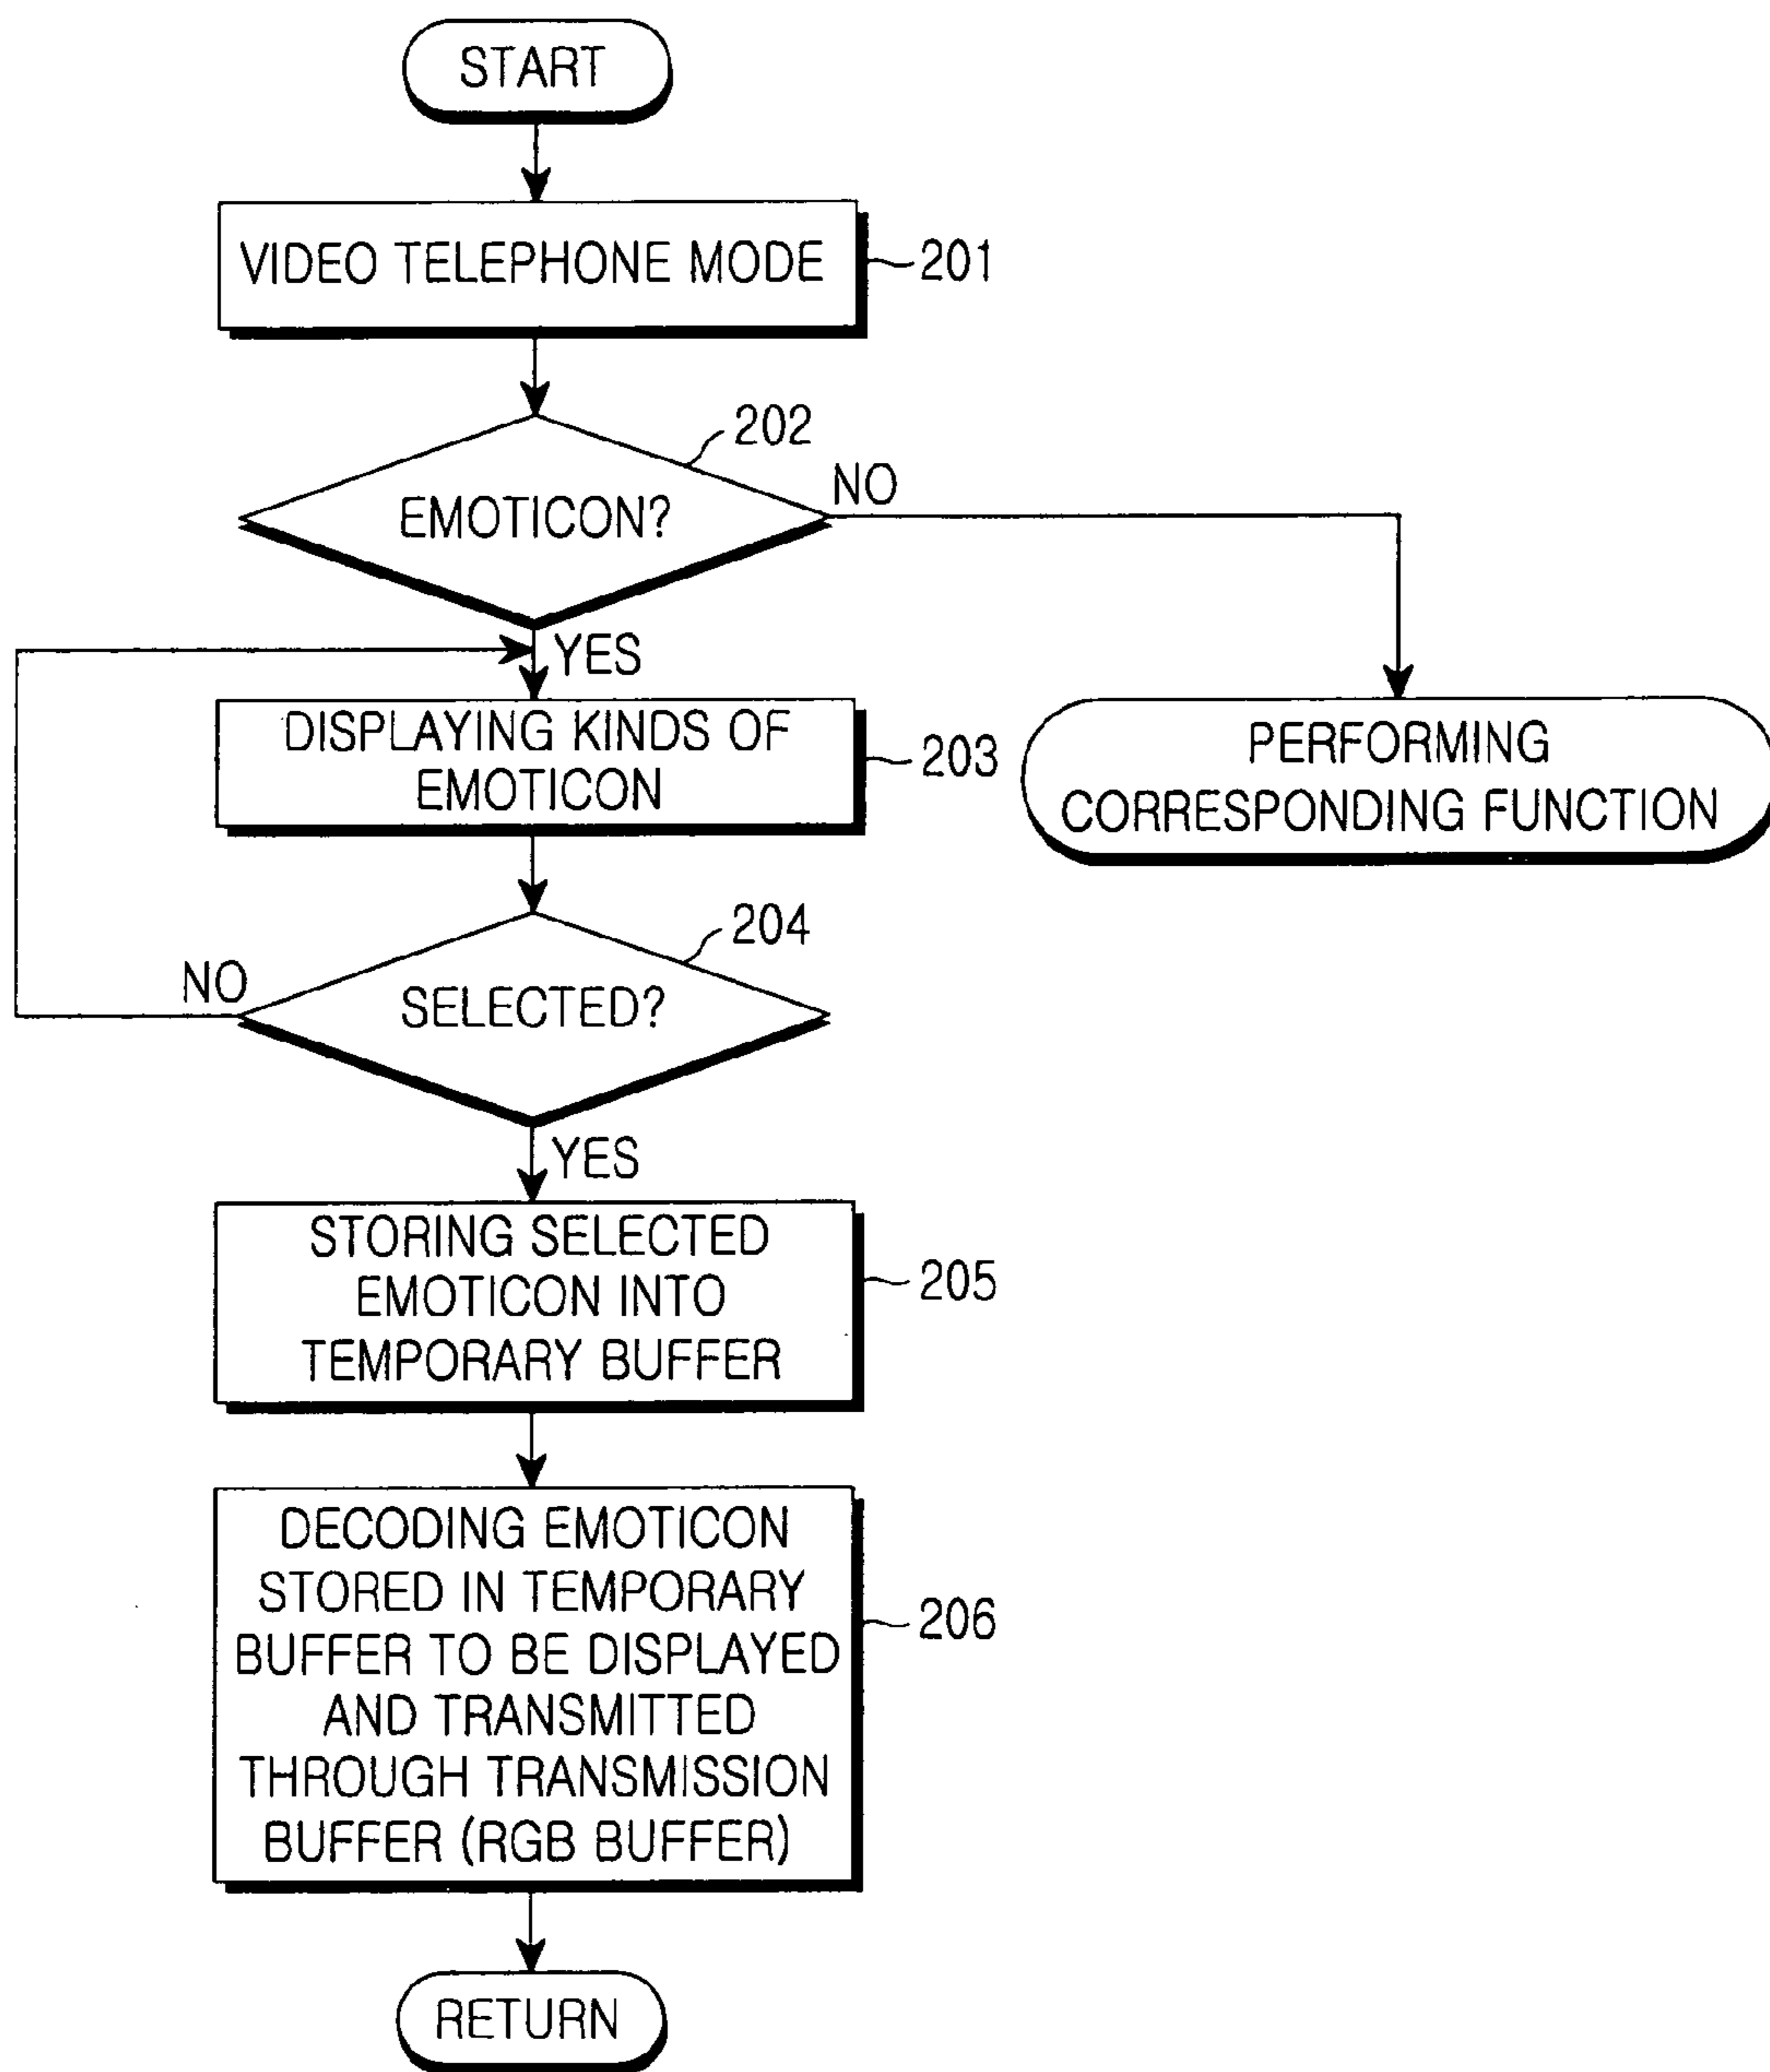 START
VIDEO TELEPHONE MODE
201
202
EMOTICON?
NO
YES
DISPLAYING KINDS OF
EMOTICON
203
PERFORMING
CORRESPONDING FUNCTION
204
NO
SELECTED?
YES
STORING SELECTED
EMOTICON INTO
TEMPORARY BUFFER
205
DECODING EMOTICON
STORED IN TEMPORARY
BUFFER TO BE DISPLAYED
AND TRANSMITTED
THROUGH TRANSMISSION
BUFFER (RGB BUFFER)
206
RETURN